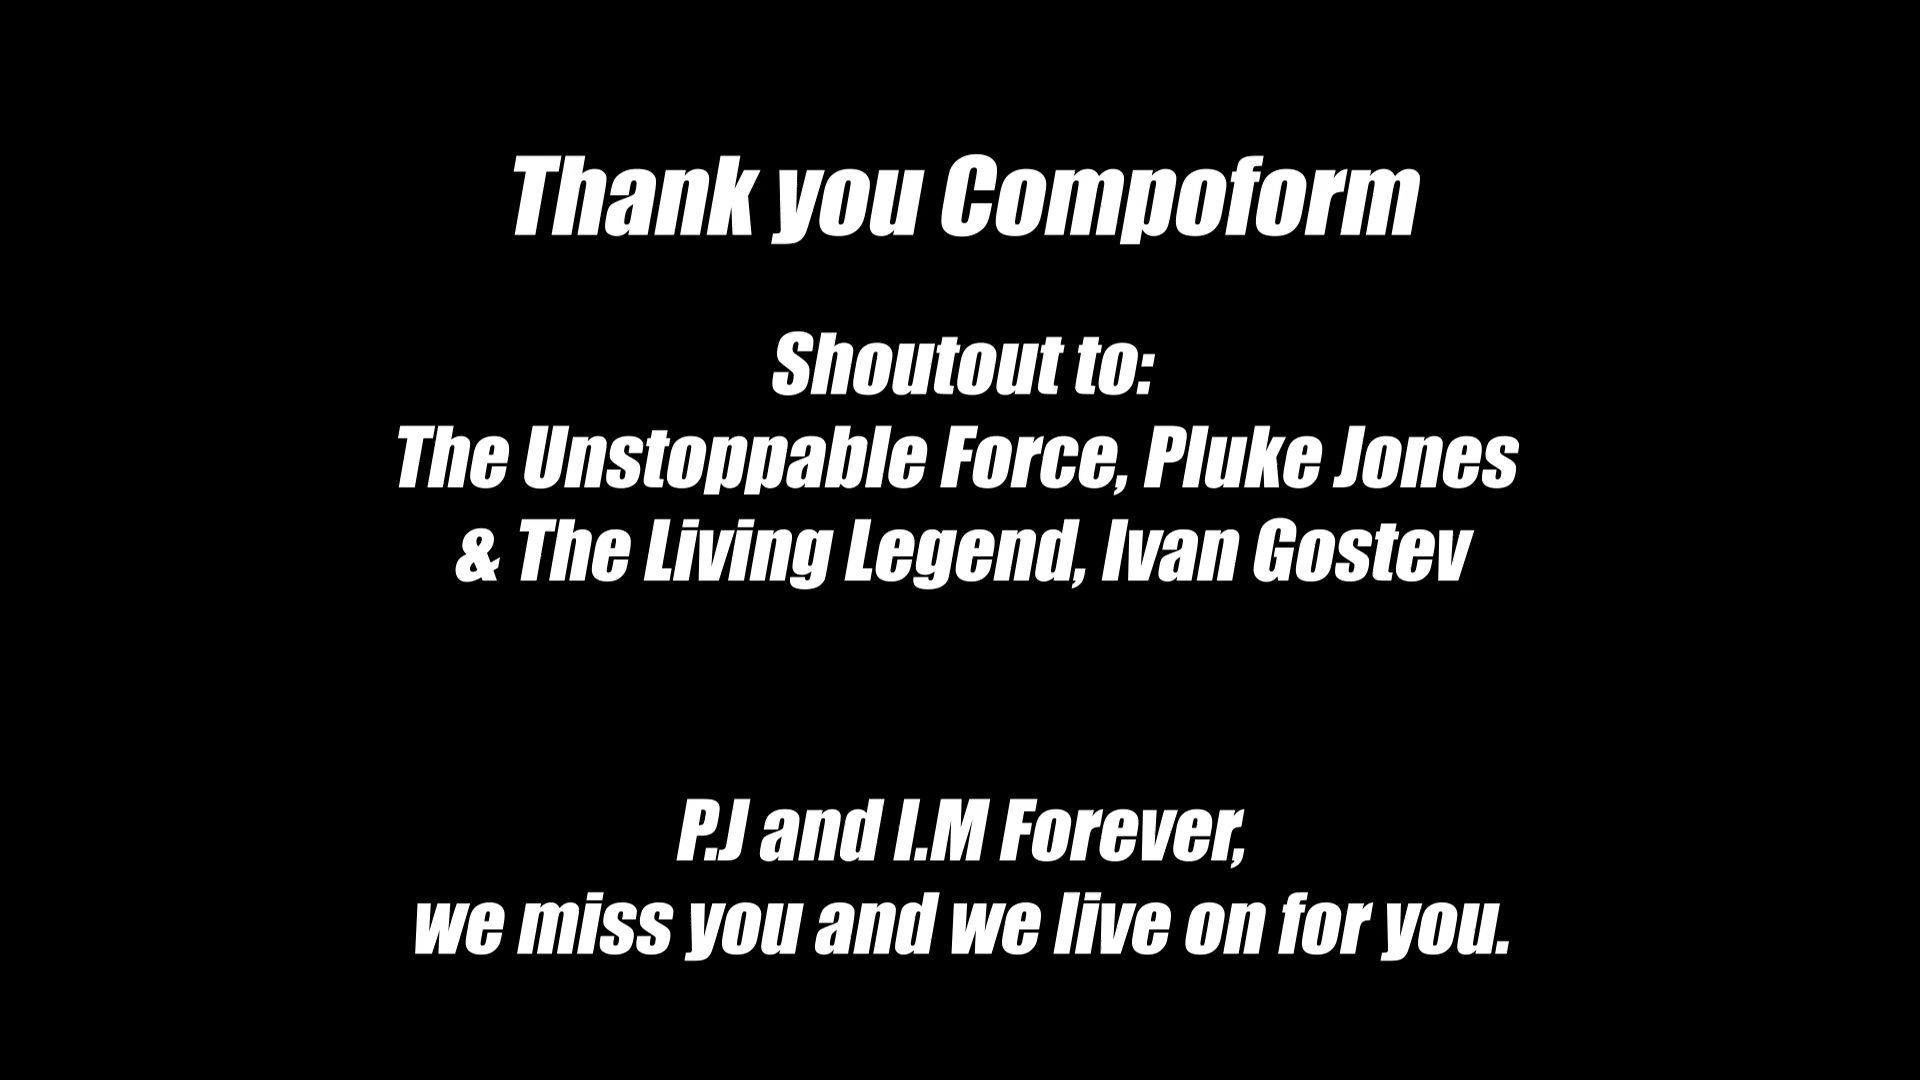 Thank you Compoform
Shoutout to:
The Unstoppable Force, Pluke Jones
& The Living Legend, Ivan Gostev
P.J and I.M Forever,
we miss you and we live on for you.